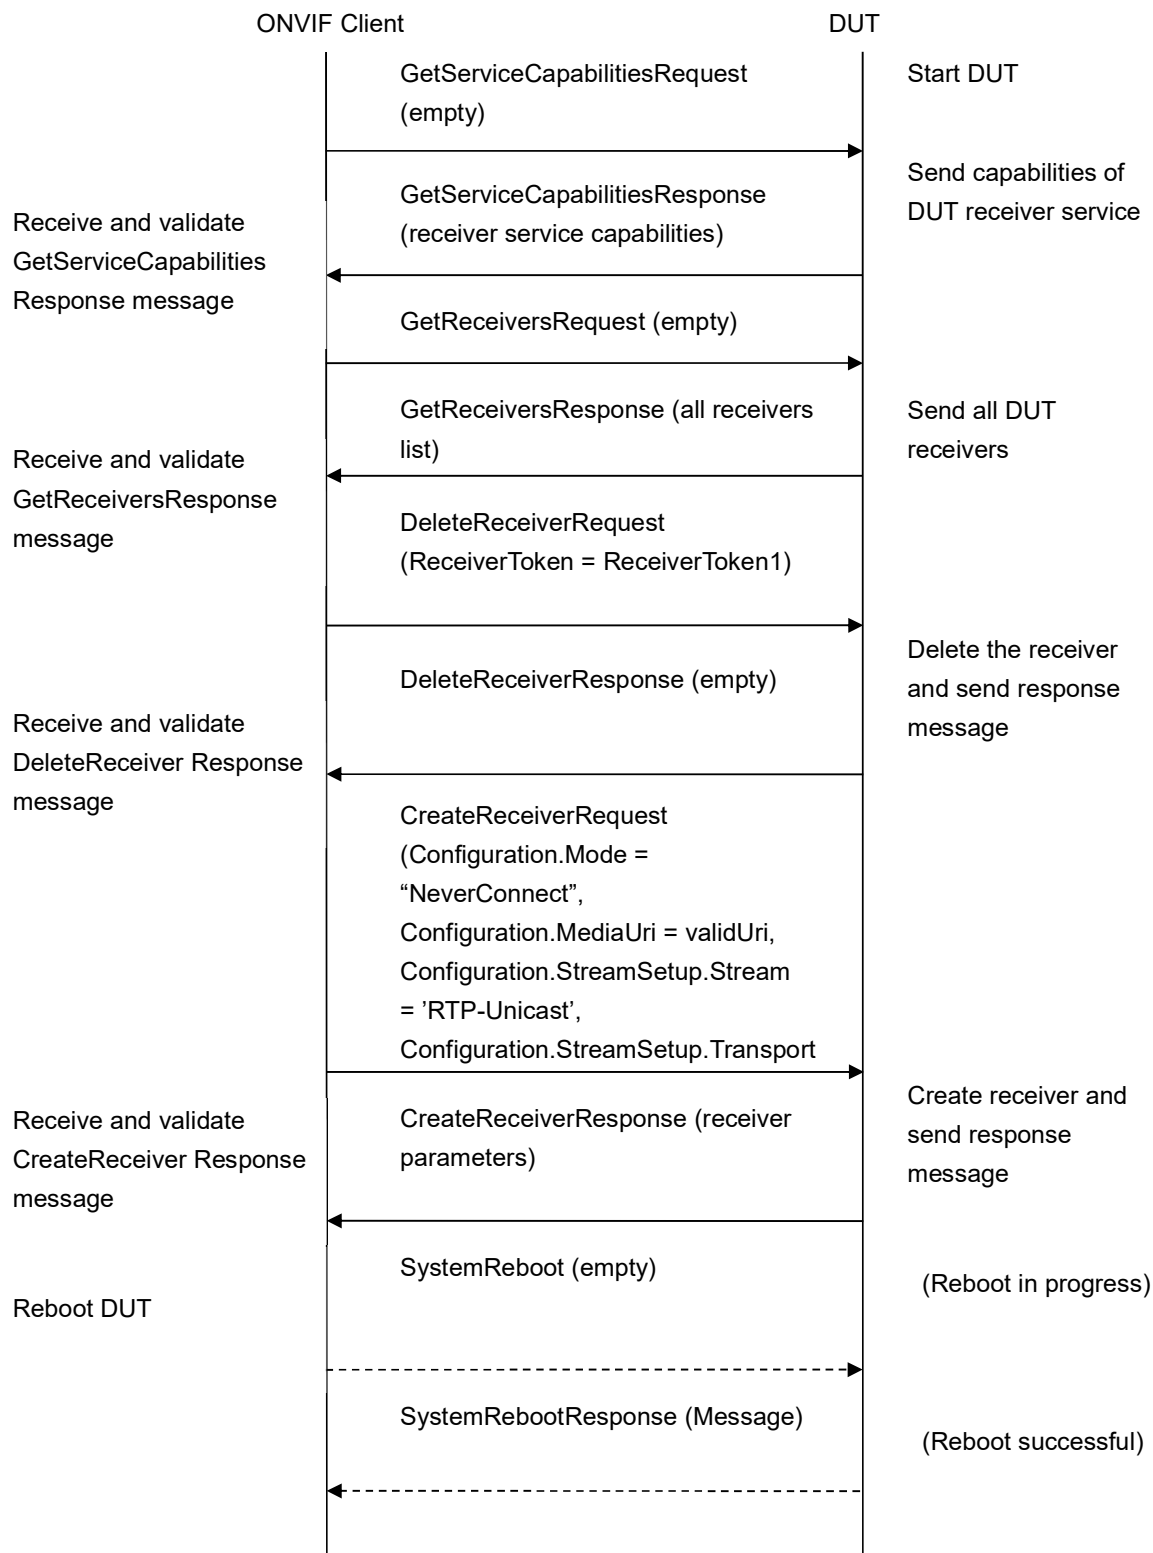 ONVIF Client
DUT
GetServiceCapabilitiesRequest
(empty)
Start DUT
Send capabilities of
DUT receiver service
GetServiceCapabilitiesResponse
(receiver service capabilities)
Receive and validate
GetServiceCapabilities
Response message
GetReceiversRequest (empty)
GetReceiversResponse (all receivers
list)
Send all DUT
receivers
Receive and validate
GetReceiversResponse
message
DeleteReceiverRequest
(ReceiverToken = ReceiverToken1)
Delete the receiver
and send response
message
DeleteReceiverResponse (empty)
Receive and validate
DeleteReceiver Response
message
CreateReceiverRequest
(Configuration.Mode =
“NeverConnect”,
Configuration.MediaUri = validUri,
Configuration.StreamSetup.Stream
= ’RTP-Unicast’,
Configuration.StreamSetup.Transport
Create receiver and
send response
message
CreateReceiverResponse (receiver
parameters)
Receive and validate
CreateReceiver Response
message
SystemReboot (empty)
(Reboot in progress)
Reboot DUT
SystemRebootResponse (Message)
(Reboot successful)